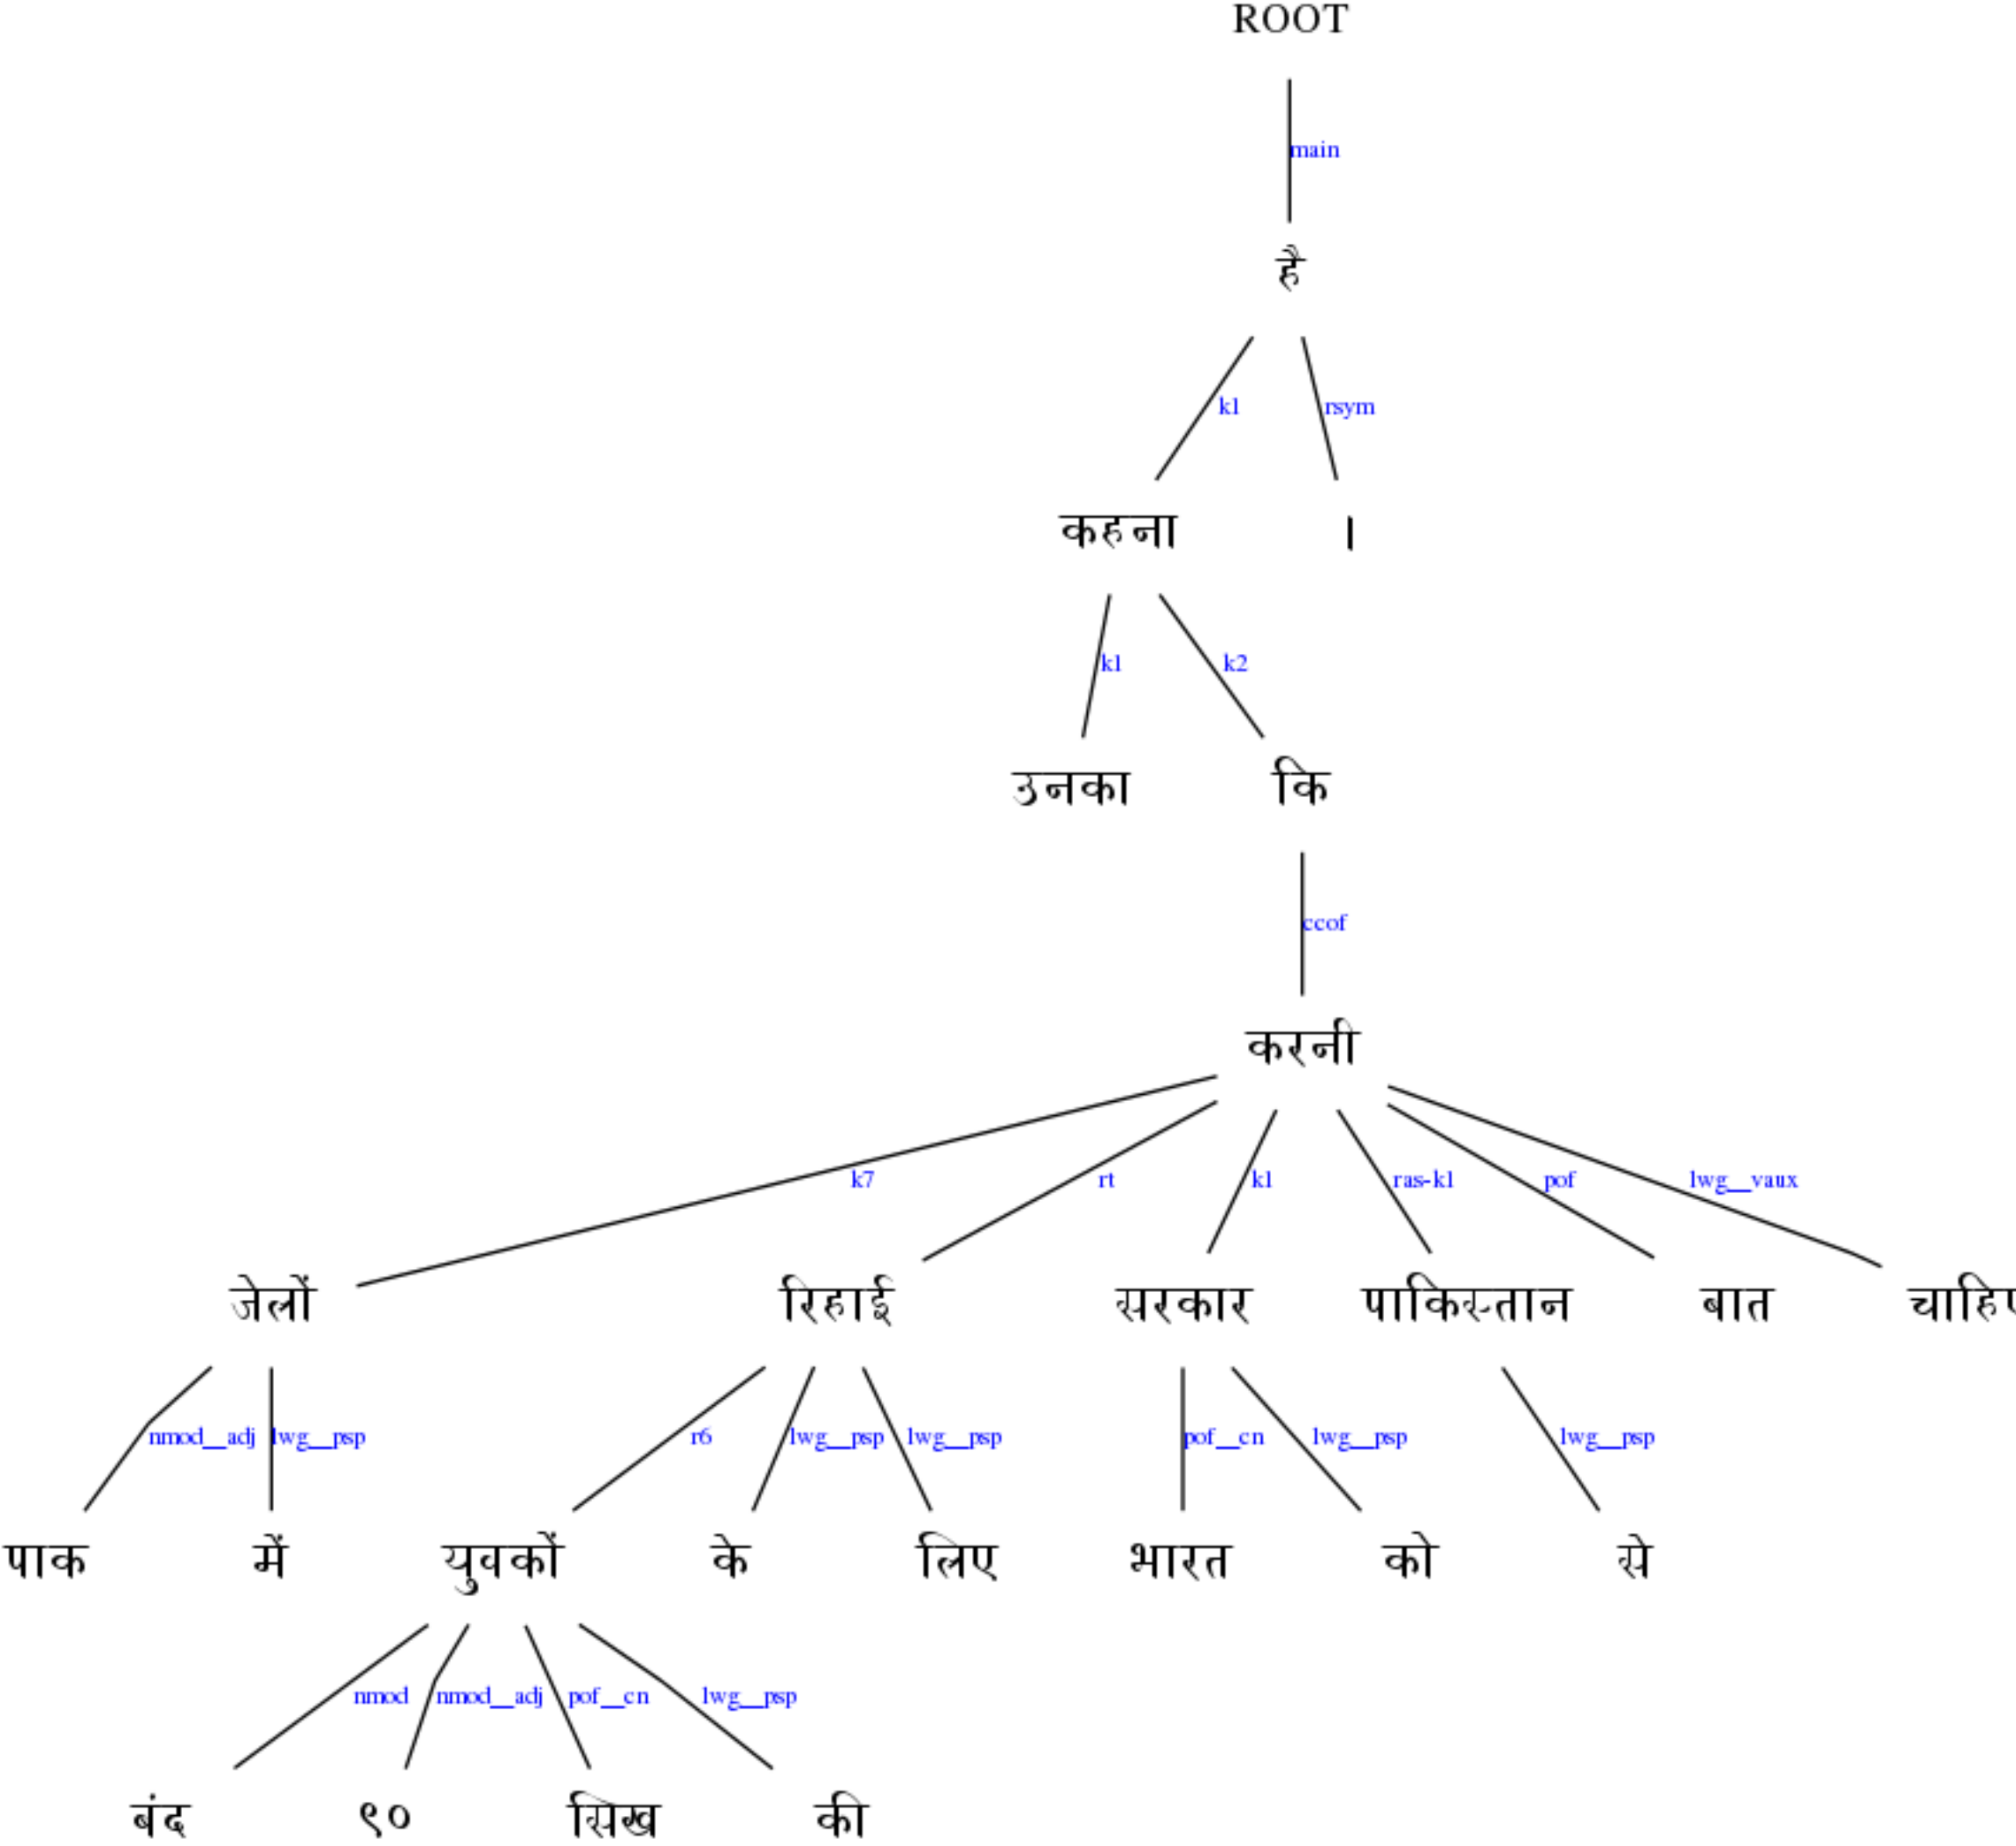 ROOT
main
है
k1 rsym
कहना ।
k1 k2
उनका कि
ccof
करनी
k7 rt k1 ras-k1 pof lwg__vaux
जेलों रिहाई सरकार पाकिस्तान बात
nmod__adj lwg__psp r6 lwg__psp lwg__psp pof__cn lwg__psp lwg__psp
पाक में युवकों के लिए भारत को से
nmod nmod__adj pof__cn lwg__psp
बंद ९० सिख की